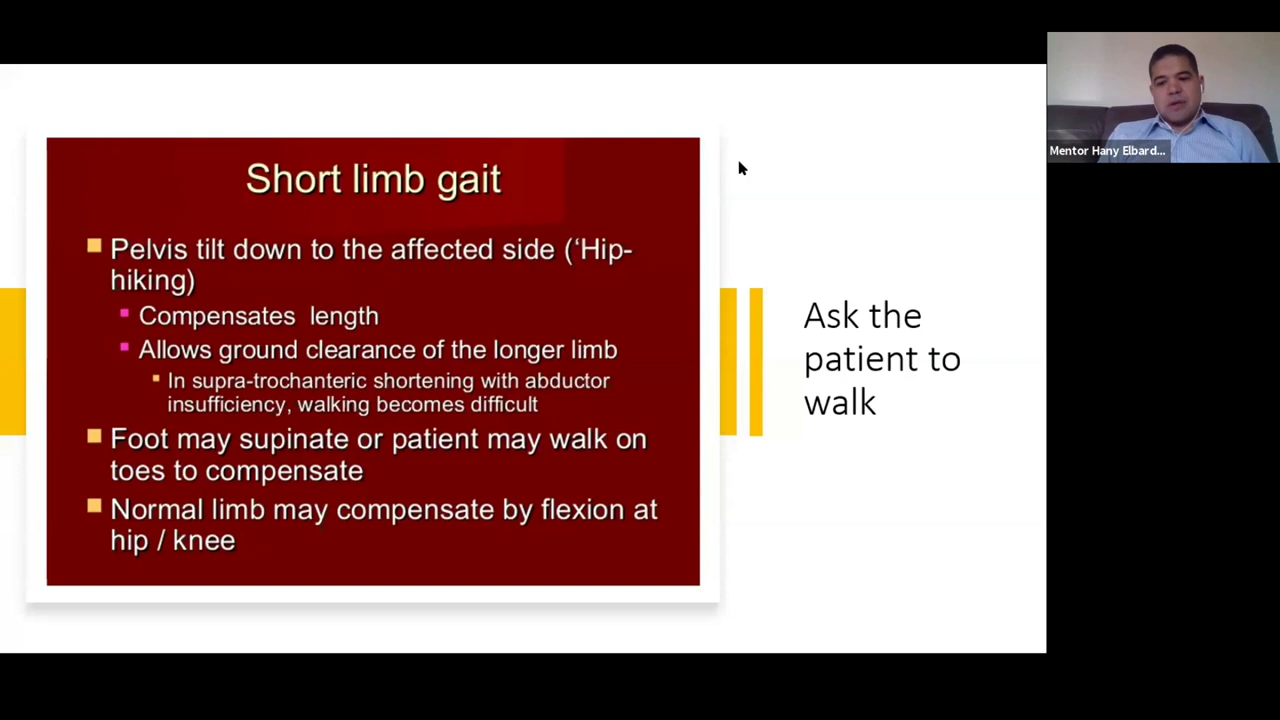 Short limb gait
Pelvis tilt down to the affected side (‘Hip-
hiking)
Compensates length
Allows ground clearance of the longer limb
In supra-trochanteric shortening with abductor
insufficiency, walking becomes difficult
Foot may supinate or patient may walk on
toes to compensate
Normal limb may compensate by flexion at
hip / knee
Ask the
patient to
walk
Mentor Hany Elbard...